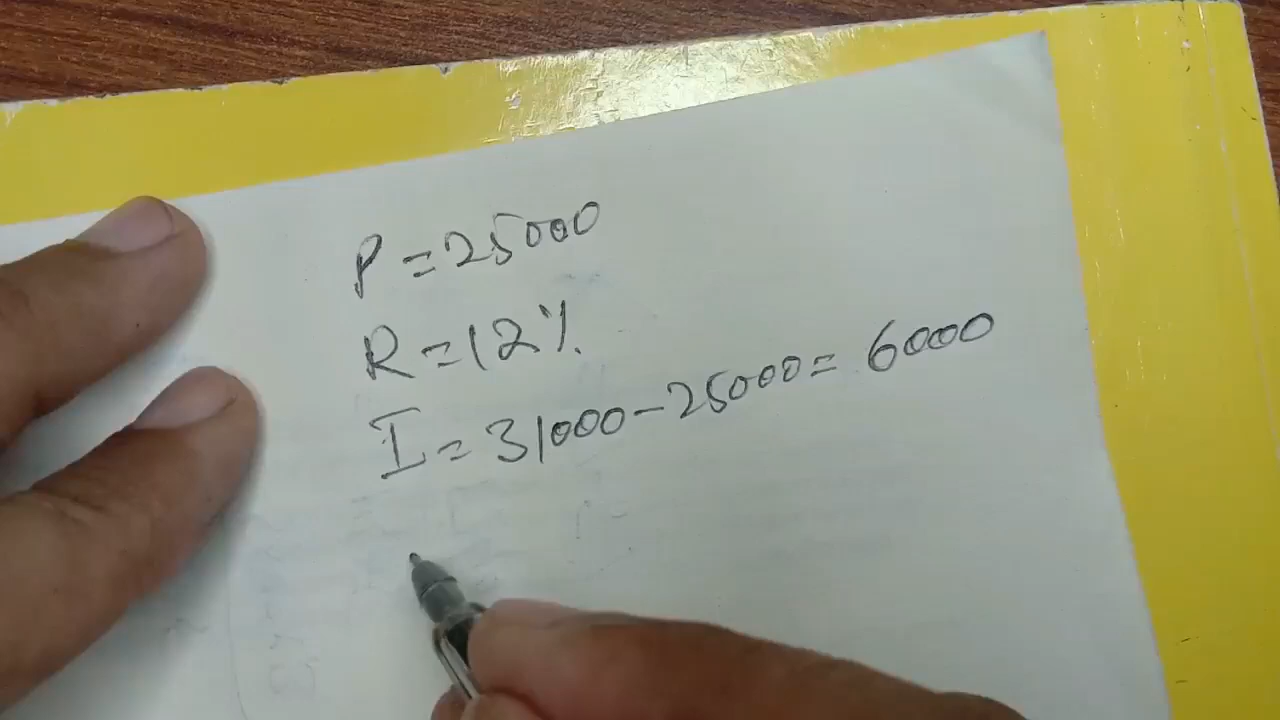 P = 25000
R = 12%
I = 31000 - 25000 = 6000